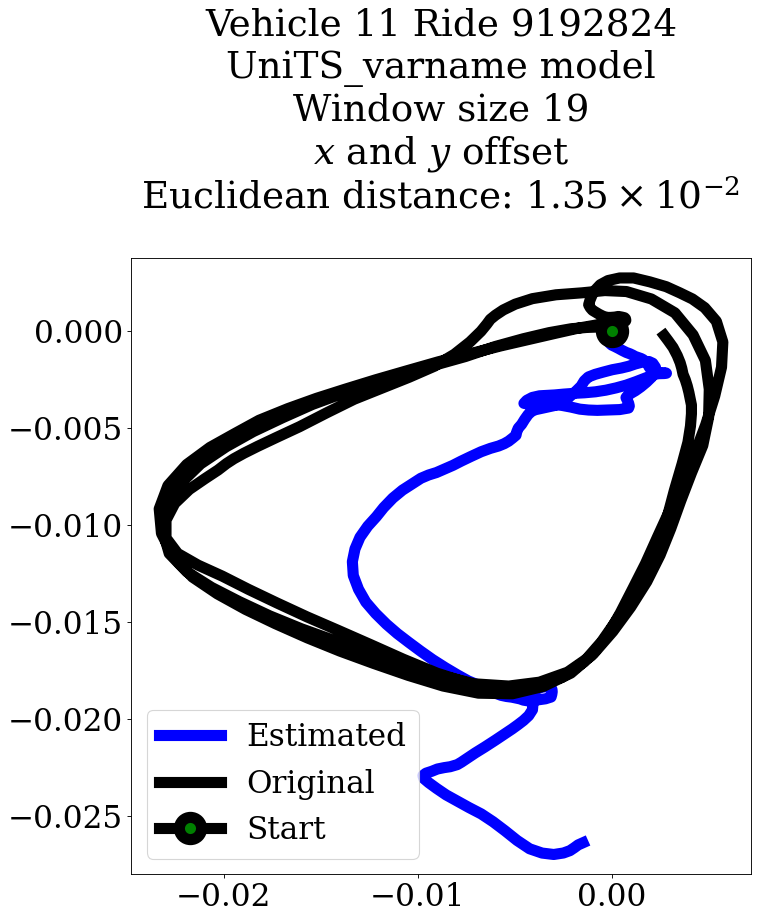 Vehicle 11 Ride 9192824
UniTS_varname model
Window size 19
x and y offset
Euclidean distance: 1.35 × 10⁻²
0.000
−0.005
−0.010
−0.015
−0.020
−0.025
Estimated
Original
Start
−0.02 −0.01 0.00